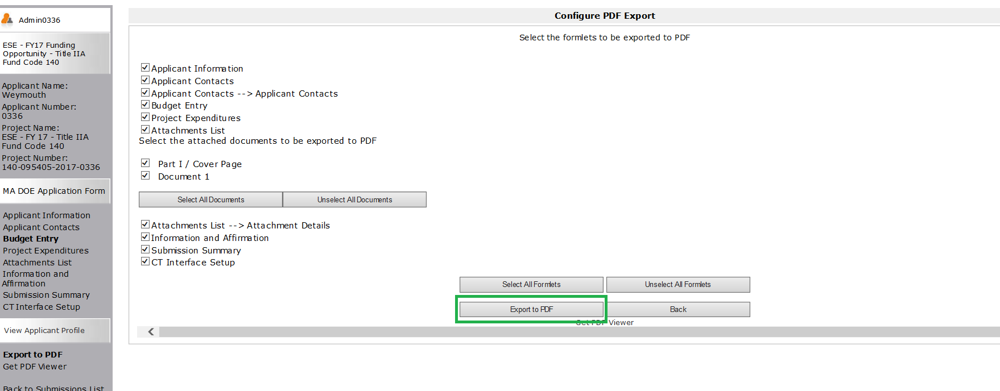 Admin0336
ESE - FY17 Funding
Opportunity - Title IIA
Fund Code 140
Applicant Name:
Weymouth
Applicant Number:
0336
Project Name:
ESE - FY 17 - Title IIA
Fund Code 140
Project Number:
140-095405-2017-0336
MA DOE Application Form
Applicant Information
Applicant Contacts
Budget Entry
Project Expenditures
Attachments List
Information and
Affirmation
Submission Summary
CT Interface Setup
View Applicant Profile
Export to PDF
Get PDF Viewer
Back to Submissions List
Configure PDF Export
Select the formlets to be exported to PDF
Applicant Information
Applicant Contacts
Applicant Contacts --> Applicant Contacts
Budget Entry
Project Expenditures
Attachments List
Select the attached documents to be exported to PDF
Part I / Cover Page
Document 1
Select All Documents Unselect All Documents
Attachments List --> Attachment Details
Information and Affirmation
Submission Summary
CT Interface Setup
Select All Formlets Unselect All Formlets
Export to PDF Back
Get PDF Viewer